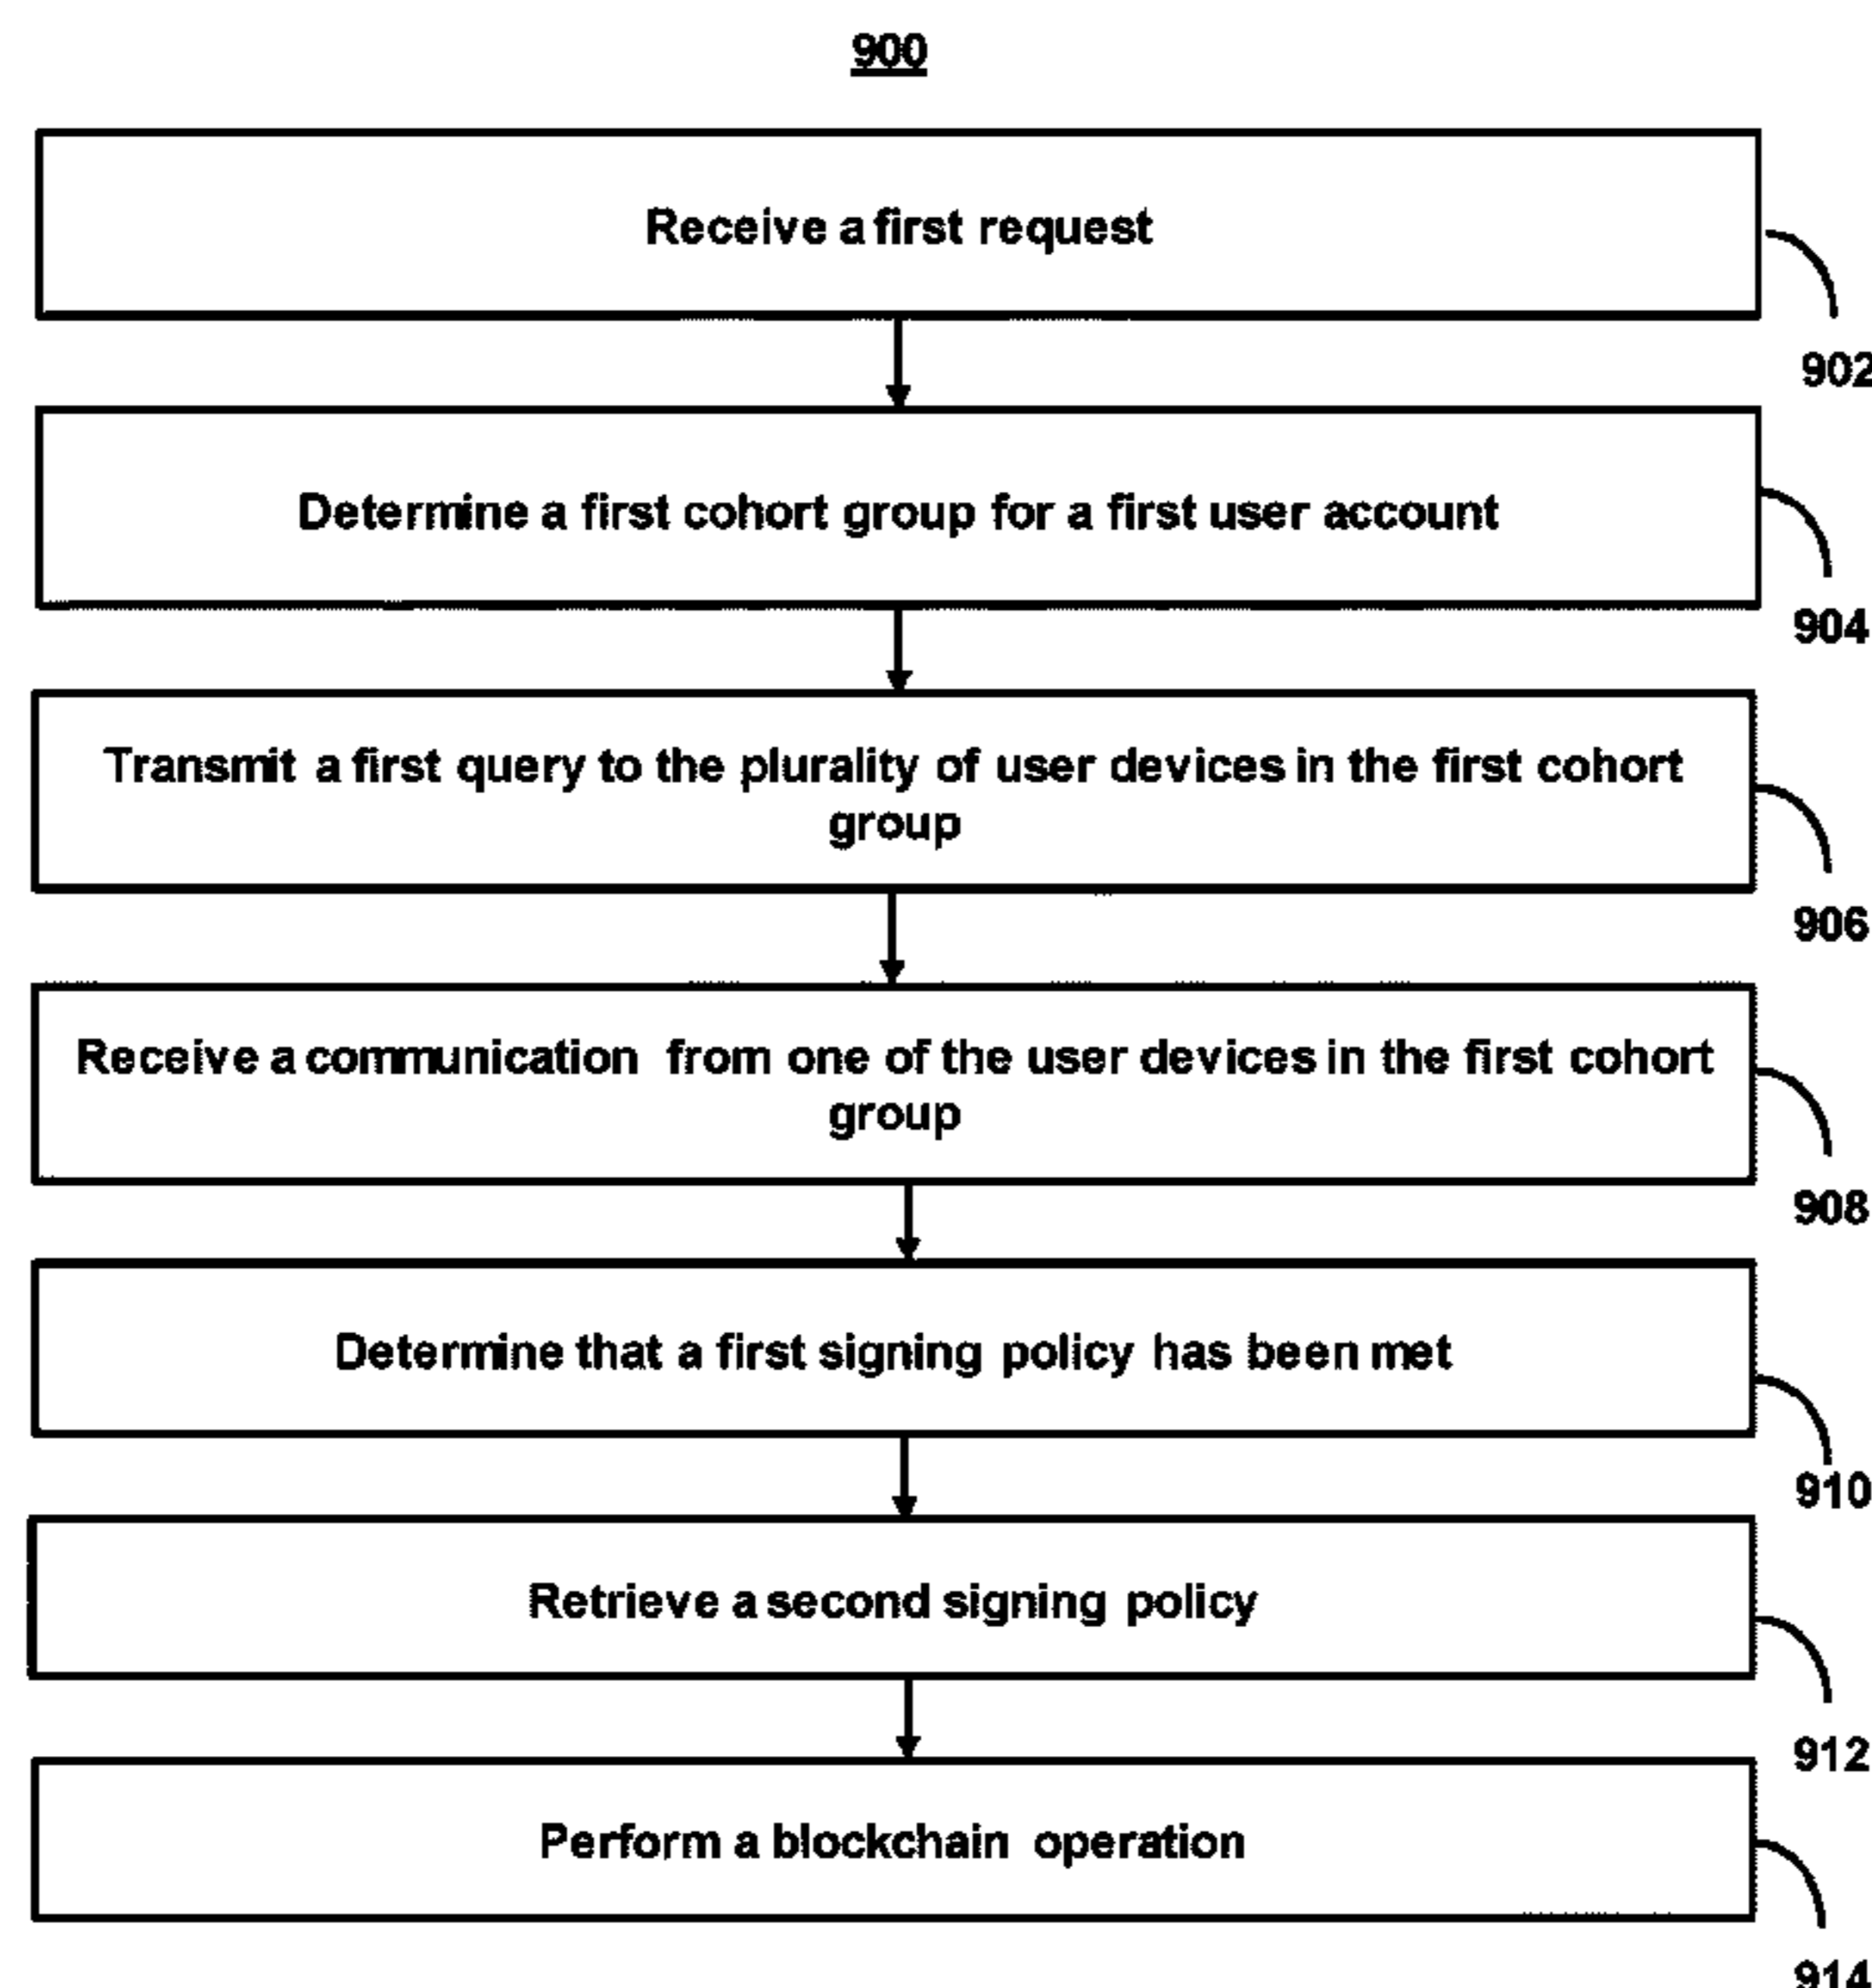 900
Receive a first request
902
Determine a first cohort group for a first user account
904
Transmit a first query to the plurality of user devices in the first cohort
group
906
Receive a communication from one of the user devices in the first cohort
group
908
Determine that a first signing policy has been met
910
Retrieve a second signing policy
912
Perform a blockchain operation
914